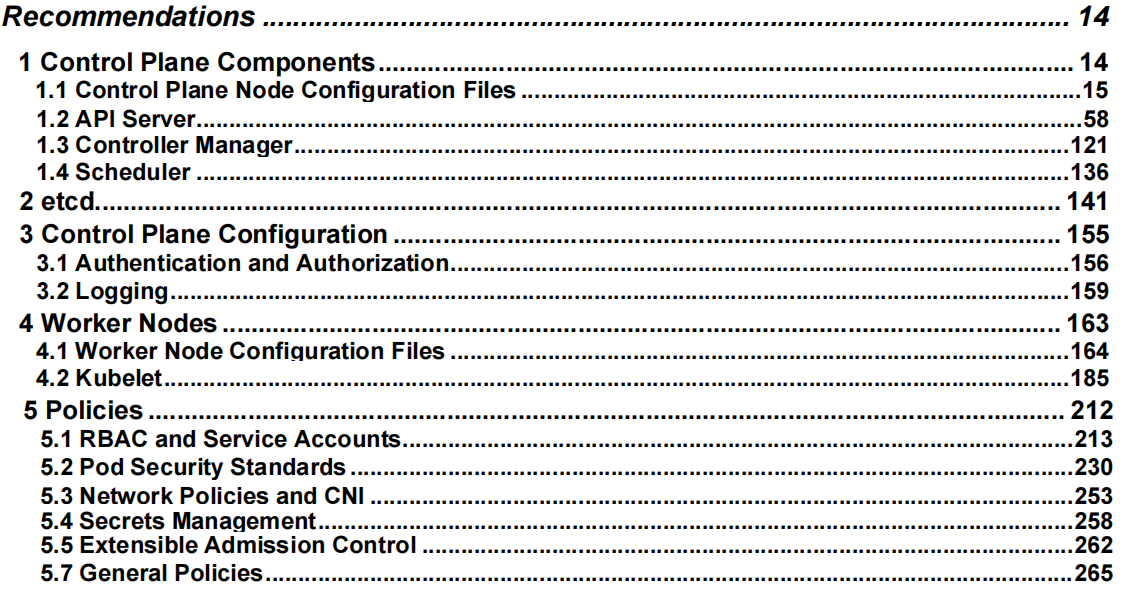 Recommendations ........................................................................................................ 14
1 Control Plane Components.................................................................................................... 14
1.1 Control Plane Node Configuration Files ................................................................................15
1.2 API Server................................................................................................................................58
1.3 Controller Manager................................................................................................................121
1.4 Scheduler ..............................................................................................................................136
2 etcd........................................................................................................................................... 141
3 Control Plane Configuration ................................................................................................ 155
3.1 Authentication and Authorization.........................................................................................156
3.2 Logging..................................................................................................................................159
4 Worker Nodes ........................................................................................................................ 163
4.1 Worker Node Configuration Files .........................................................................................164
4.2 Kubelet...................................................................................................................................185
5 Policies .................................................................................................................................. 212
5.1 RBAC and Service Accounts.................................................................................................213
5.2 Pod Security Standards ........................................................................................................230
5.3 Network Policies and CNI .....................................................................................................253
5.4 Secrets Management.............................................................................................................258
5.5 Extensible Admission Control ..............................................................................................262
5.7 General Policies.....................................................................................................................265